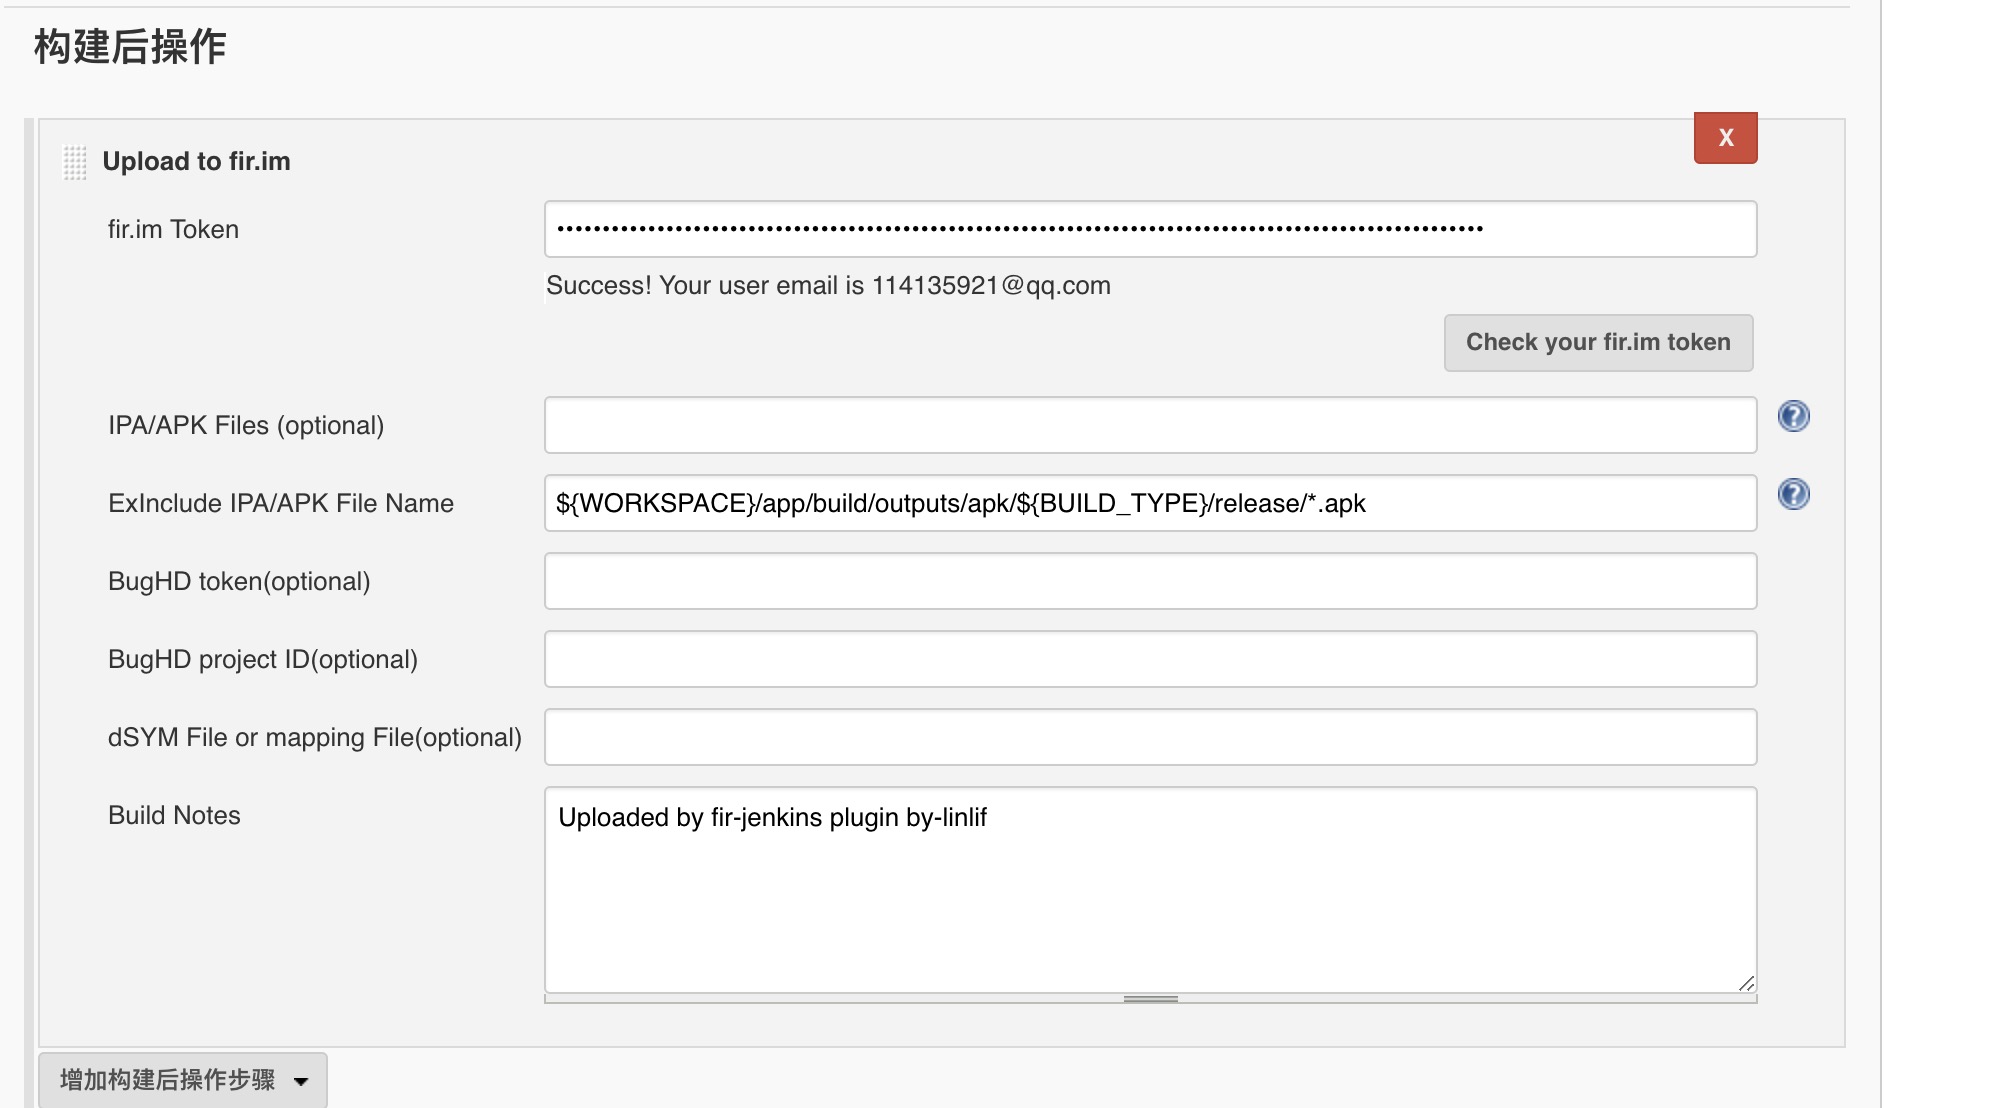 构建后操作
X
Upload to fir.im
fir.im Token
Success! Your user email is 114135921@qq.com
Check your fir.im token
IPA/APK Files (optional)
ExInclude IPA/APK File Name
${WORKSPACE}/app/build/outputs/apk/${BUILD_TYPE}/release/*.apk
BugHD token(optional)
BugHD project ID(optional)
dSYM File or mapping File(optional)
Build Notes
Uploaded by fir-jenkins plugin by-linlif
增加构建后操作步骤